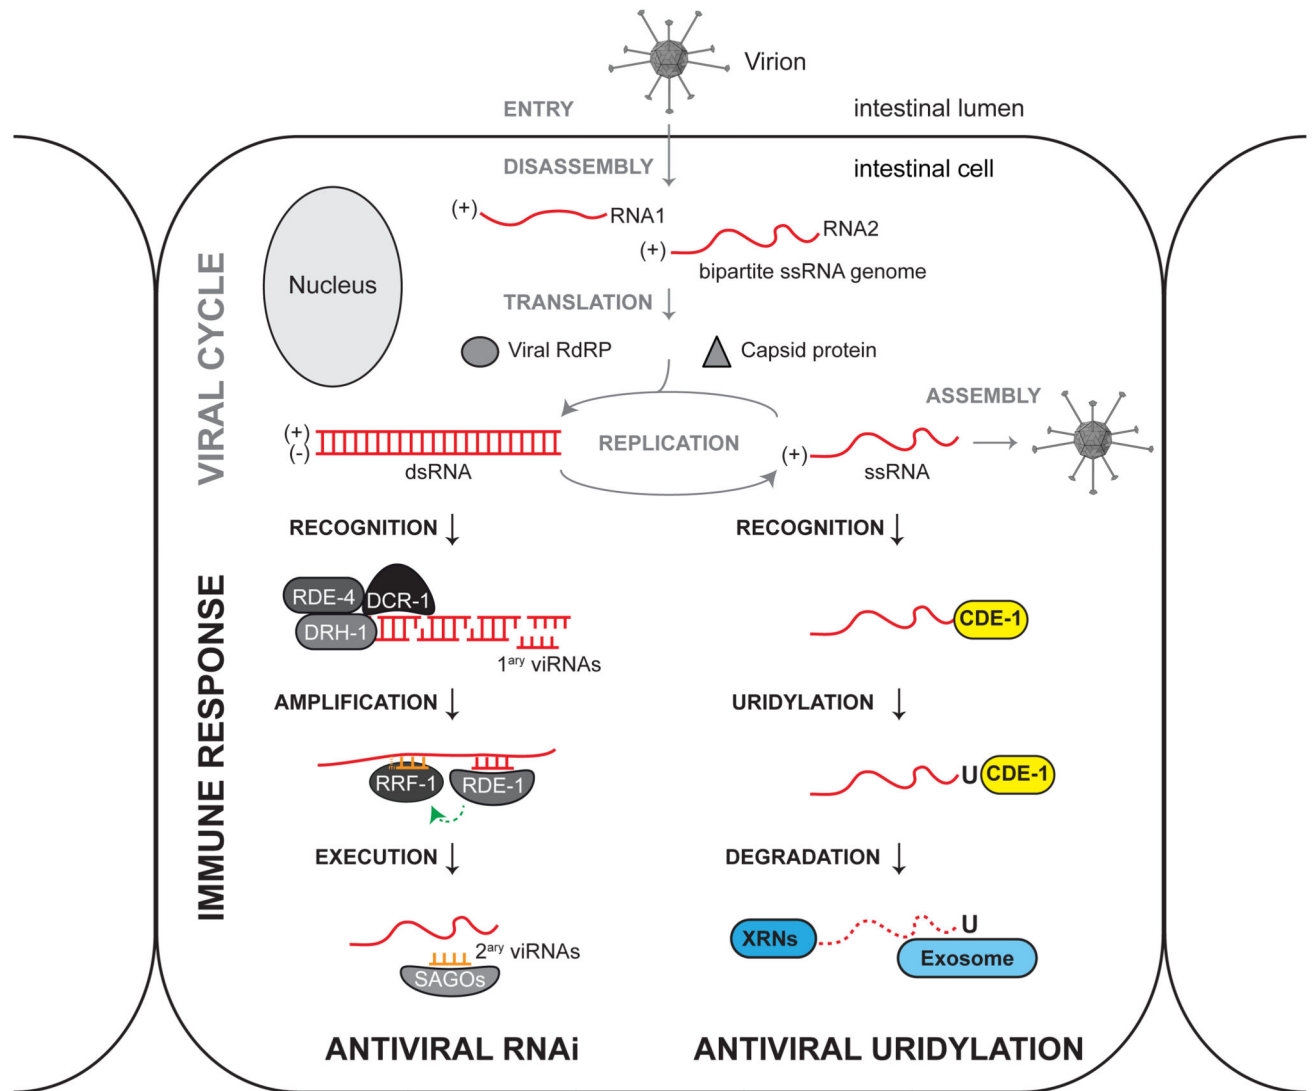 Virion
ENTRY
intestinal lumen
DISASSEMBLY
intestinal cell
(+)
RNA1
(+)
RNA2
bipartite ssRNA genome
Nucleus
TRANSLATION
Viral RdRP
Capsid protein
VIRAL CYCLE
ASSEMBLY
REPLICATION
(+)
(-)
dsRNA
(+)
ssRNA
RECOGNITION
RECOGNITION
IMMUNE RESPONSE
RDE-4
DCR-1
DRH-1
1ary viRNAs
CDE-1
AMPLIFICATION
URIDYLATION
RRF-1
RDE-1
U
CDE-1
EXECUTION
DEGRADATION
2ary viRNAs
SAGOs
XRNs
U
Exosome
ANTIVIRAL RNAi
ANTIVIRAL URIDYLATION